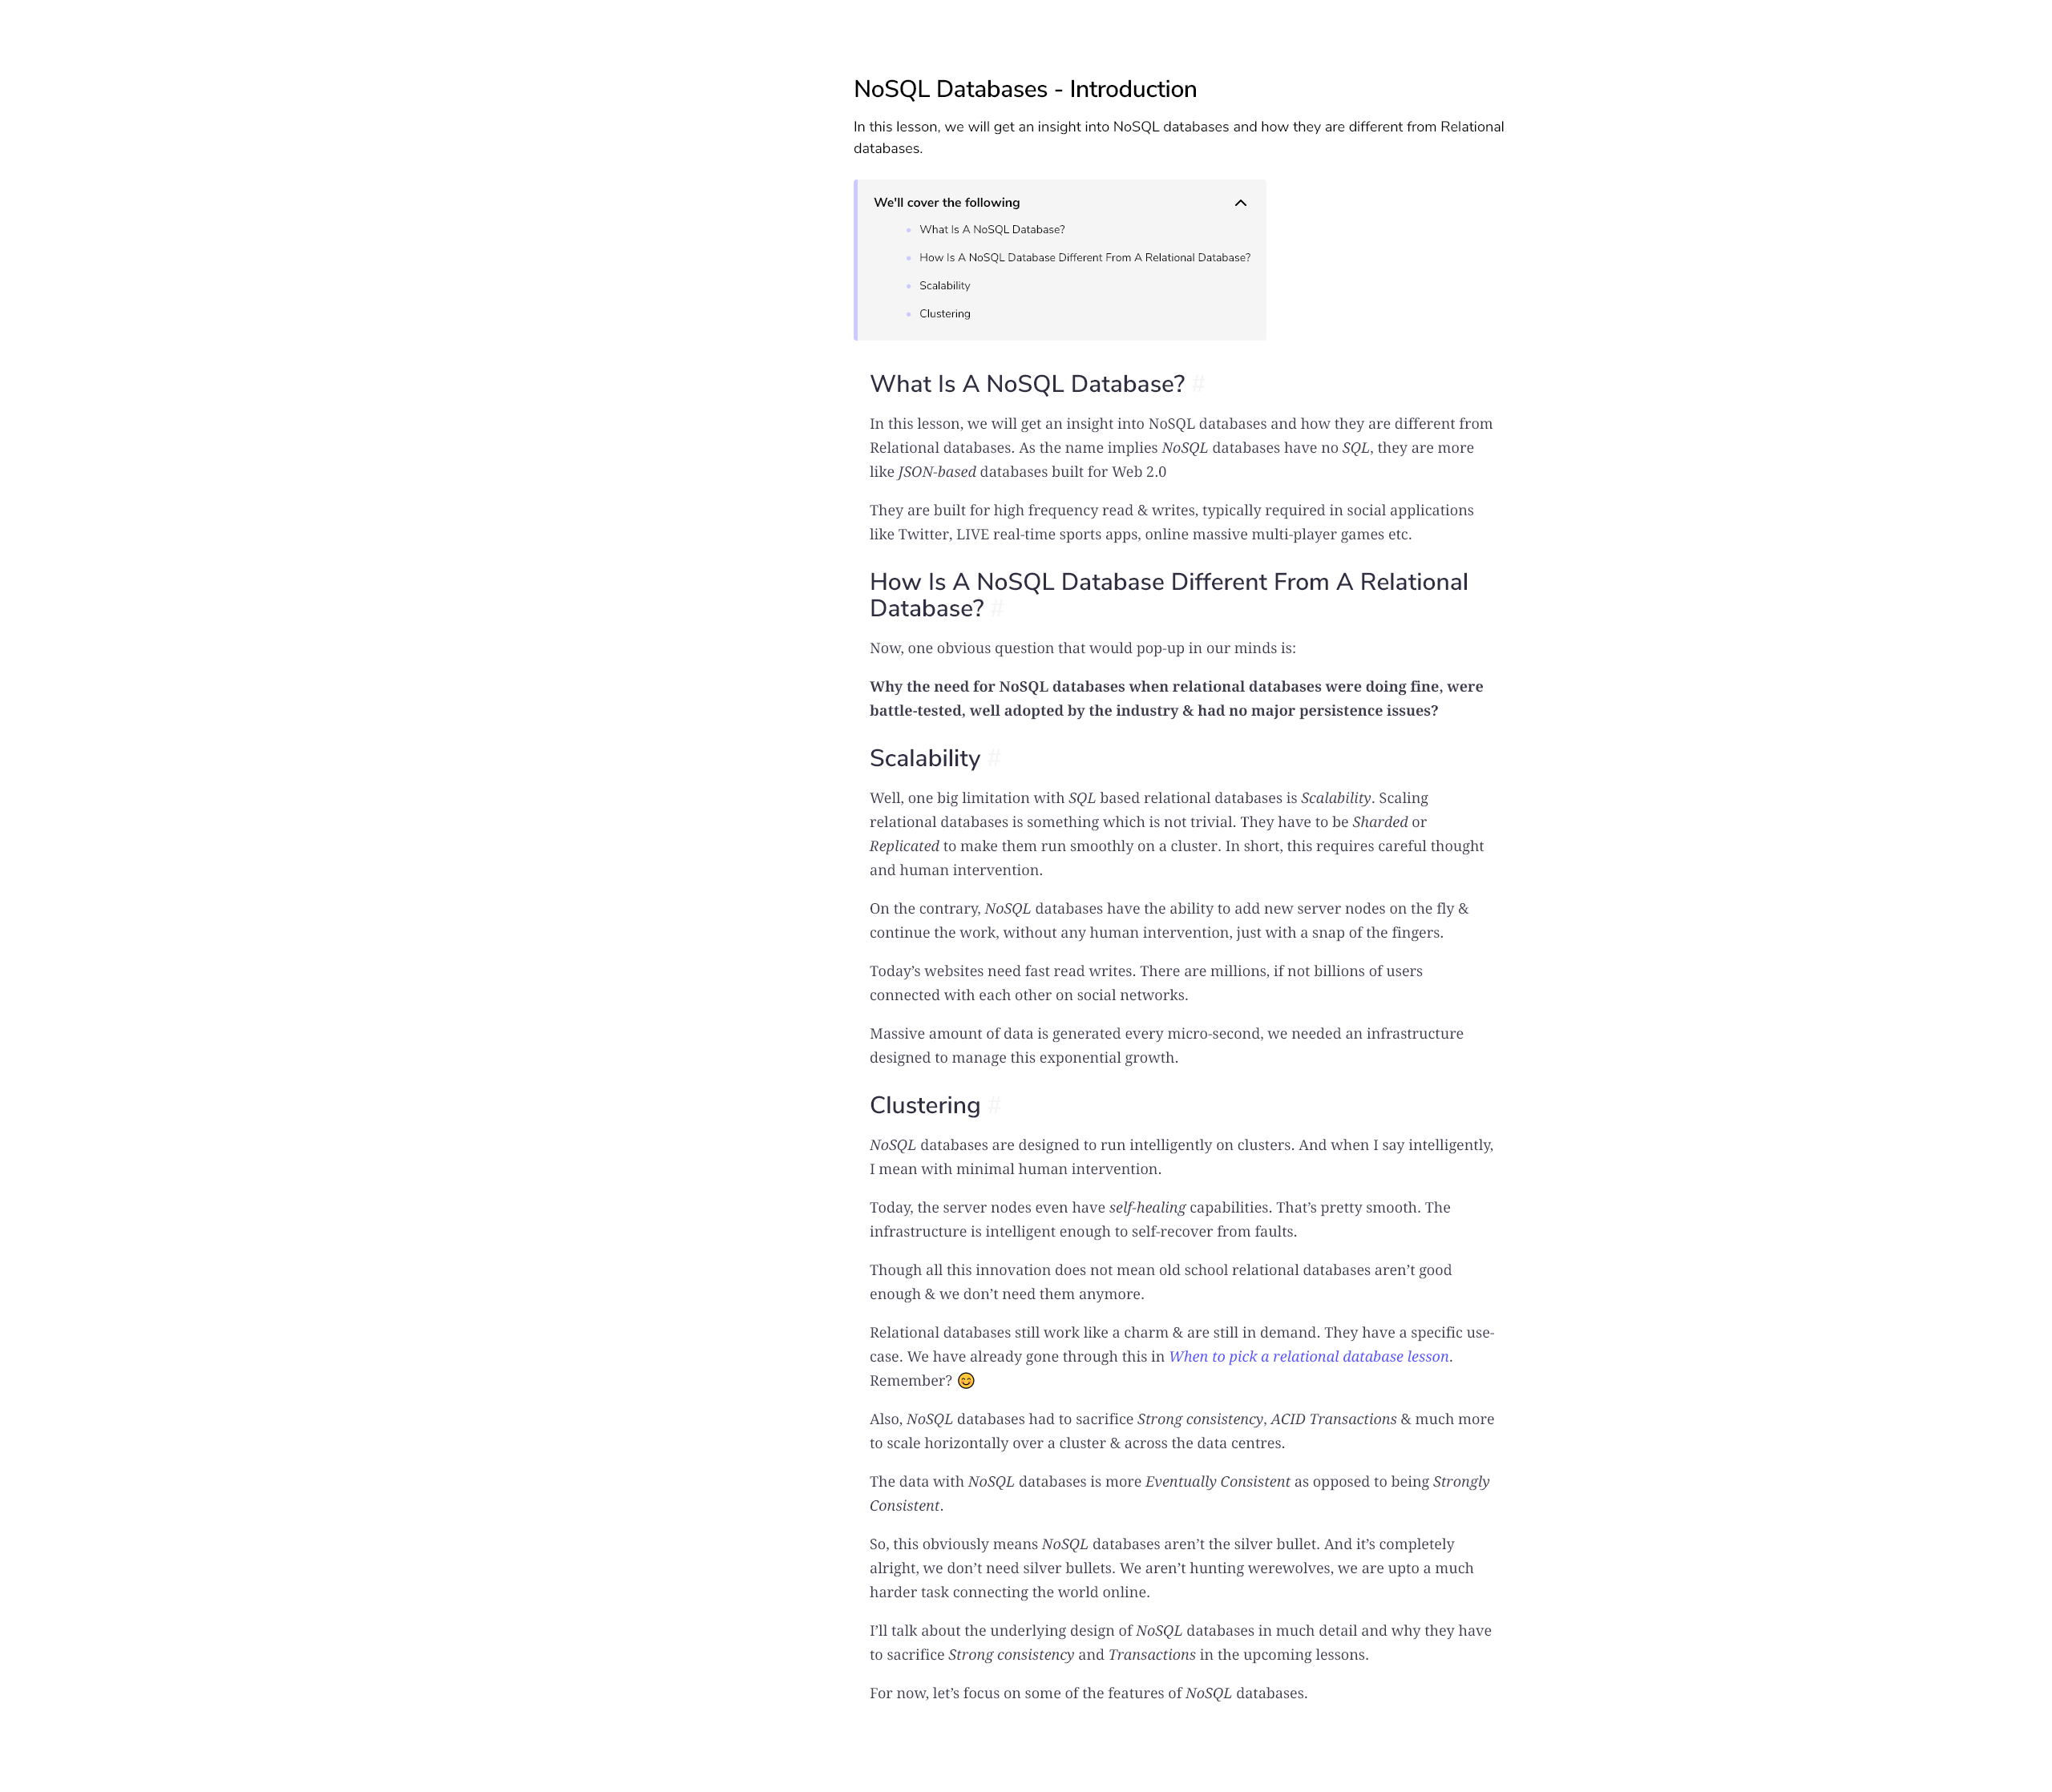 NoSQL Databases - Introduction
In this lesson, we will get an insight into NoSQL databases and how they are different from Relational
databases.
We'll cover the following
What Is A NoSQL Database?
How Is A NoSQL Database Different From A Relational Database?
Scalability
Clustering
What Is A NoSQL Database? #
In this lesson, we will get an insight into NoSQL databases and how they are different from
Relational databases. As the name implies NoSQL databases have no SQL, they are more
like JSON-based databases built for Web 2.0
They are built for high frequency read & writes, typically required in social applications
like Twitter, LIVE real-time sports apps, online massive multi-player games etc.
How Is A NoSQL Database Different From A Relational
Database? #
Now, one obvious question that would pop-up in our minds is:
Why the need for NoSQL databases when relational databases were doing fine, were
battle-tested, well adopted by the industry & had no major persistence issues?
Scalability #
Well, one big limitation with SQL based relational databases is Scalability. Scaling
relational databases is something which is not trivial. They have to be Sharded or
Replicated to make them run smoothly on a cluster. In short, this requires careful thought
and human intervention.
On the contrary, NoSQL databases have the ability to add new server nodes on the fly &
continue the work, without any human intervention, just with a snap of the fingers.
Today’s websites need fast read writes. There are millions, if not billions of users
connected with each other on social networks.
Massive amount of data is generated every micro-second, we needed an infrastructure
designed to manage this exponential growth.
Clustering #
NoSQL databases are designed to run intelligently on clusters. And when I say intelligently,
I mean with minimal human intervention.
Today, the server nodes even have self-healing capabilities. That’s pretty smooth. The
infrastructure is intelligent enough to self-recover from faults.
Though all this innovation does not mean old school relational databases aren’t good
enough & we don’t need them anymore.
Relational databases still work like a charm & are still in demand. They have a specific use-
case. We have already gone through this in When to pick a relational database lesson.
Remember? 😊
Also, NoSQL databases had to sacrifice Strong consistency, ACID Transactions & much more
to scale horizontally over a cluster & across the data centres.
The data with NoSQL databases is more Eventually Consistent as opposed to being Strongly
Consistent.
So, this obviously means NoSQL databases aren’t the silver bullet. And it’s completely
alright, we don’t need silver bullets. We aren’t hunting werewolves, we are upto a much
harder task connecting the world online.
I’ll talk about the underlying design of NoSQL databases in much detail and why they have
to sacrifice Strong consistency and Transactions in the upcoming lessons.
For now, let’s focus on some of the features of NoSQL databases.